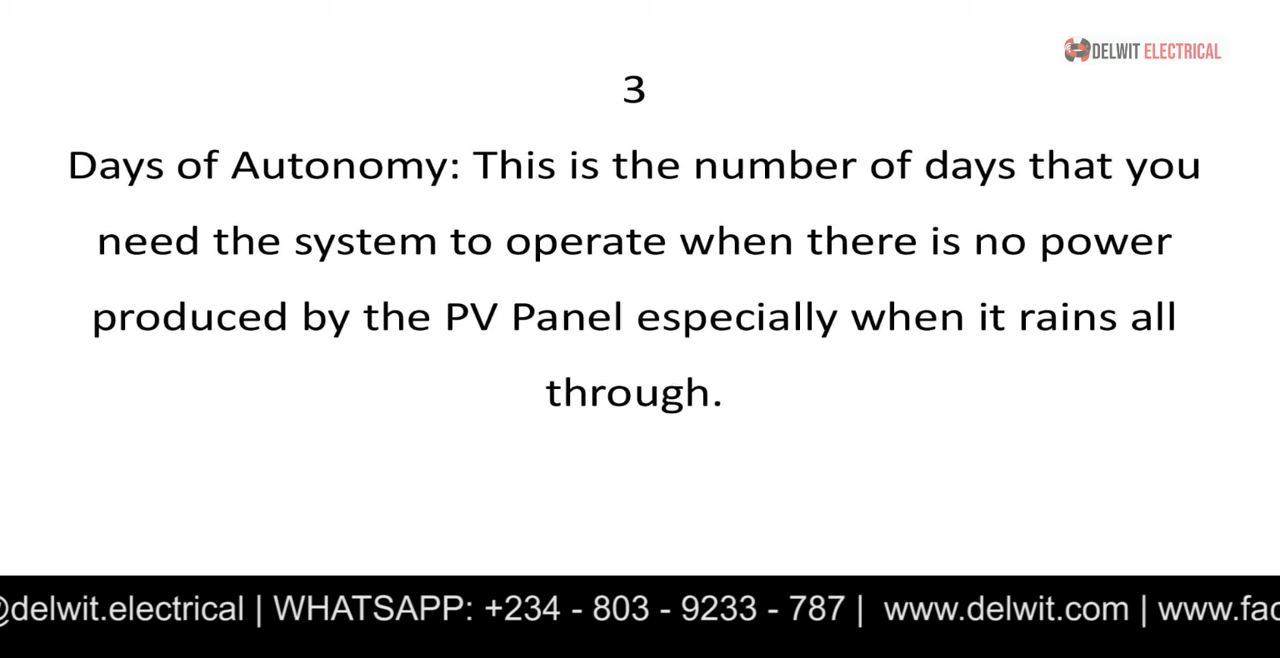 DELWIT ELECTRICAL
3
Days of Autonomy: This is the number of days that you
need the system to operate when there is no power
produced by the PV Panel especially when it rains all
through.
@delwit.electrical | WHATSAPP: +234 - 803 - 9233 - 787 | www.delwit.com | www.fac